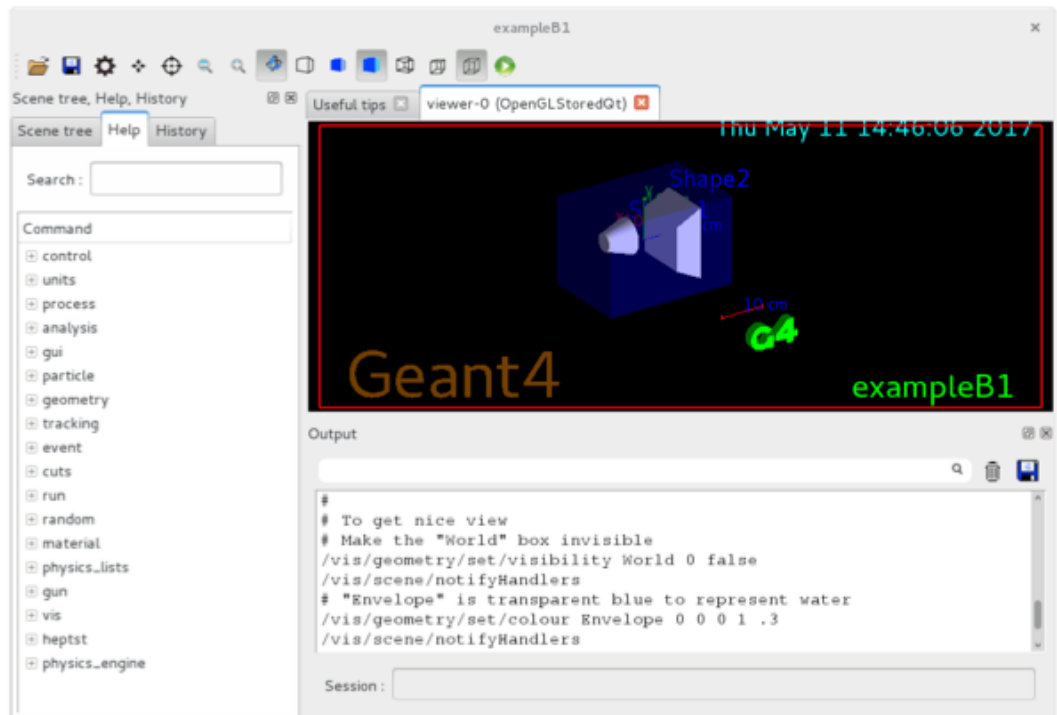 exampleB1
Scene tree, Help, History
Scene tree Help History
Search :
Command
control
units
process
analysis
gui
particle
geometry
tracking
event
cuts
run
random
material
physics_lists
gun
vis
heptst
physics_engine
Useful tips viewer-0 (OpenGLStoredQt)
Thu May 11 14:46:06 2017
Shape2
cm
10 cm
G4
Geant4
exampleB1
Output
#
# To get nice view
# Make the "World" box invisible
/vis/geometry/set/visibility World 0 false
/vis/scene/notifyHandlers
# "Envelope" is transparent blue to represent water
/vis/geometry/set/colour Envelope 0 0 0 1 .3
/vis/scene/notifyHandlers
Session :